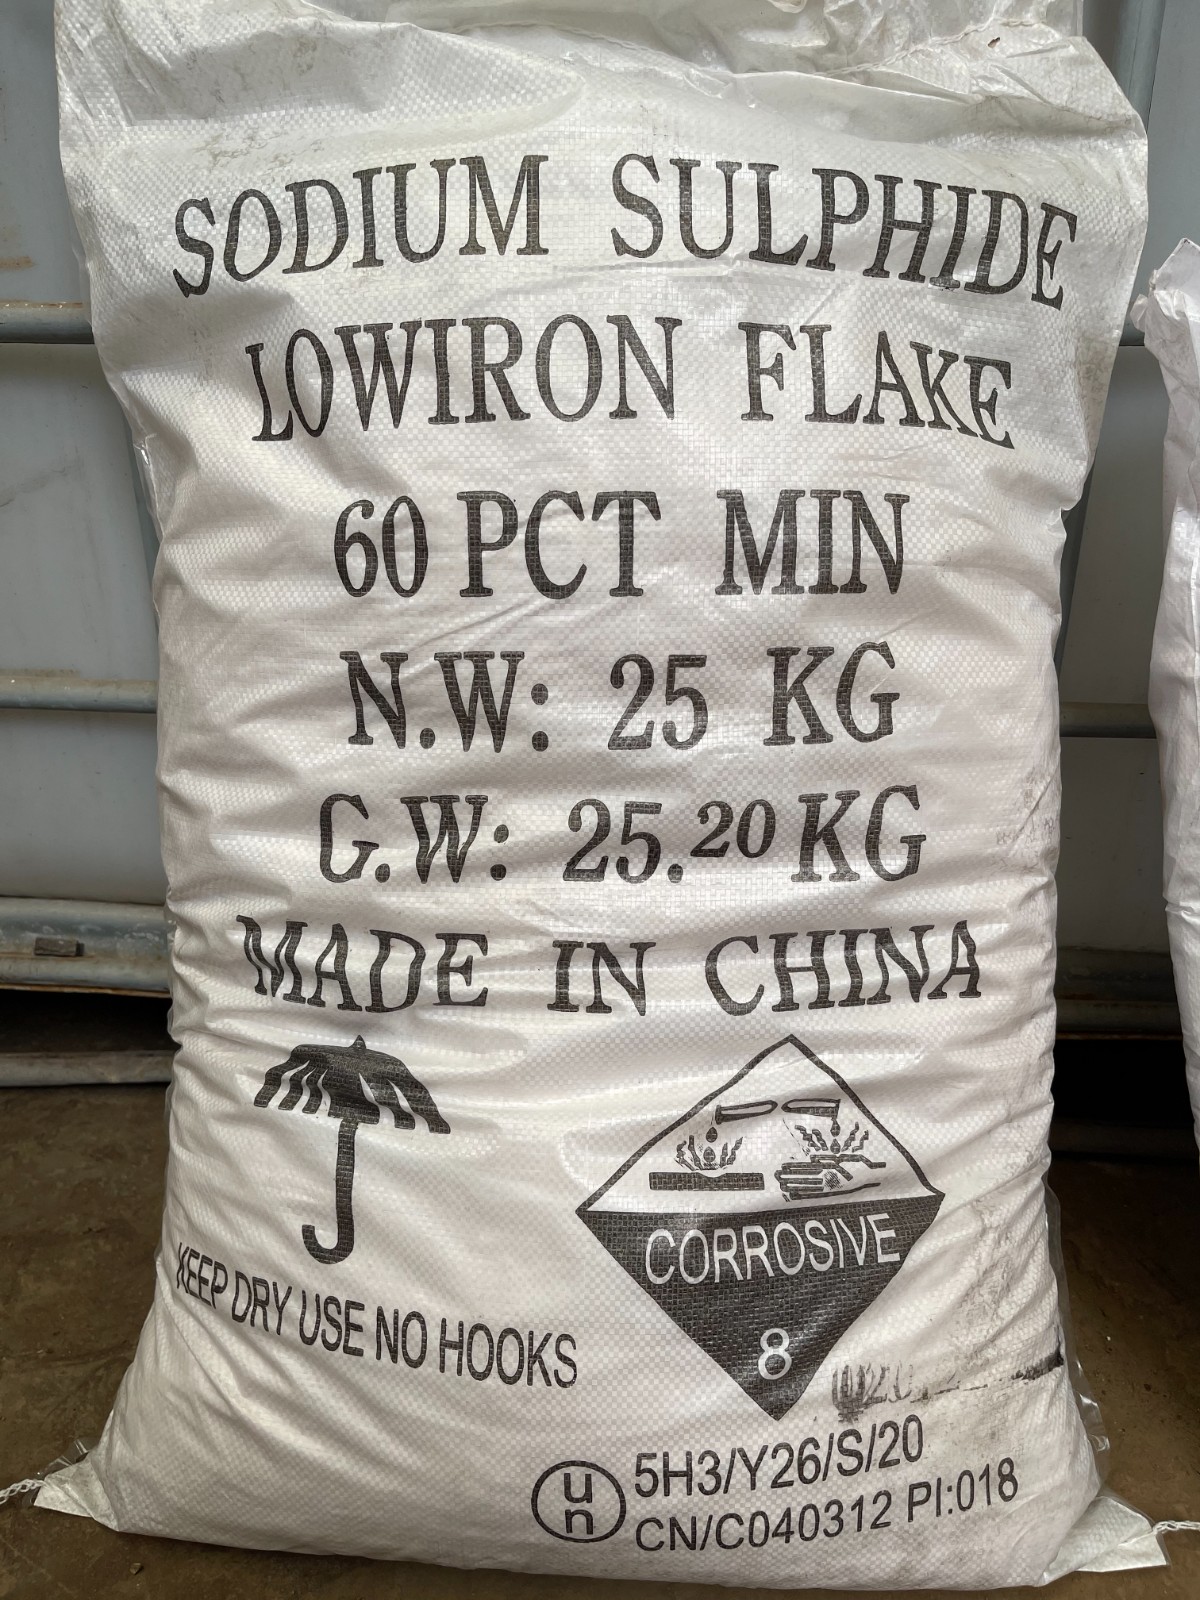 SODIUM SULPHIDE
LOWIRON FLAKE
60 PCT MIN
N.W: 25 KG
G.W: 25.20 KG
MADE IN CHINA
CORROSIVE
8
KEEP DRY USE NO HOOKS
un
5H3/Y26/S/20
CN/C040312 PI:018